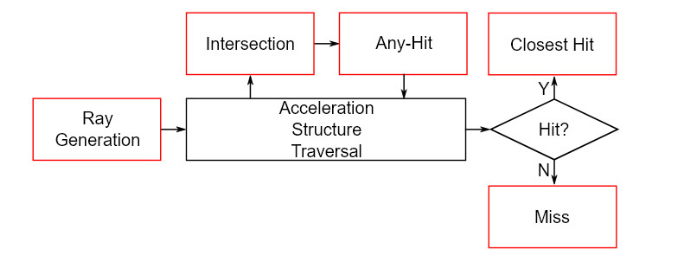 Intersection
Any-Hit
Closest Hit
Ray
Generation
Acceleration
Structure
Traversal
Y
Hit?
N
Miss